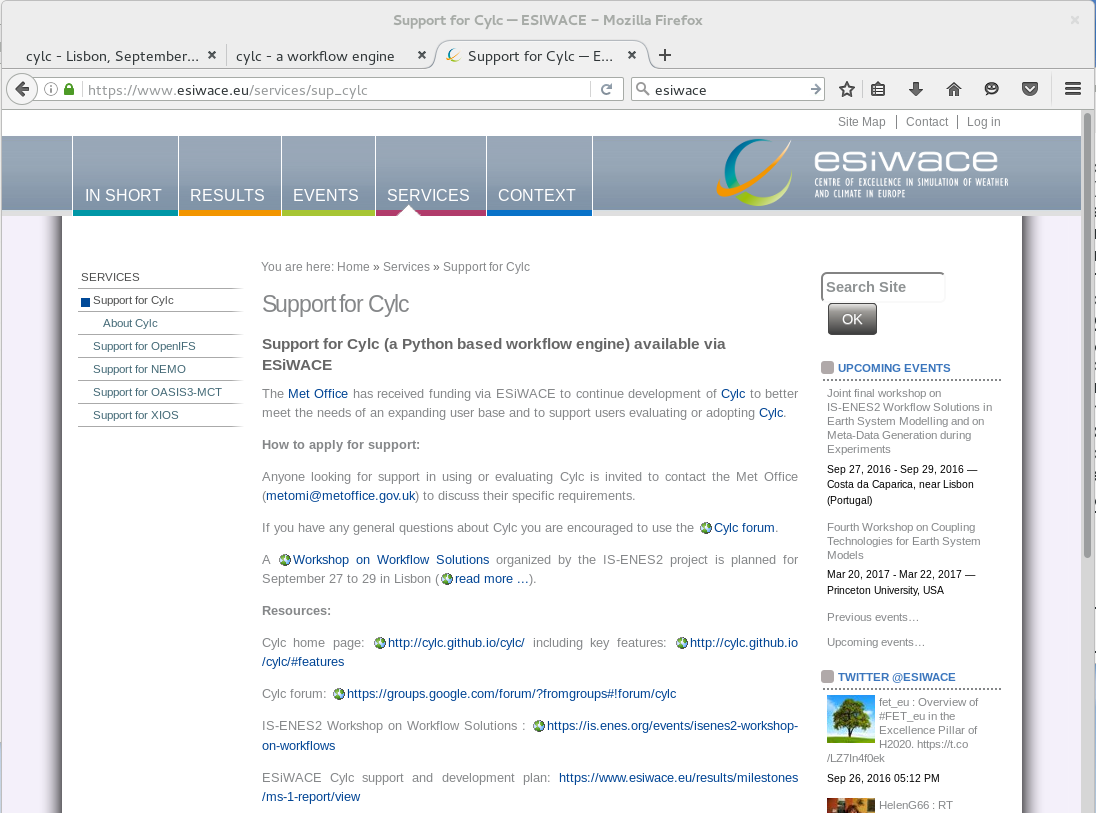 Support for Cylc — ESIWACE - Mozilla Firefox
cylc - Lisbon, September...
cylc - a workflow engine
Support for Cylc — E...
https://www.esiwace.eu/services/sup_cylc
esiwace
Site Map
Contact
Log in
IN SHORT
RESULTS
EVENTS
SERVICES
CONTEXT
esiwace
CENTRE OF EXCELLENCE IN SIMULATION OF WEATHER
AND CLIMATE IN EUROPE
SERVICES
Support for Cylc
About Cylc
Support for OpenIFS
Support for NEMO
Support for OASIS3-MCT
Support for XIOS
You are here: Home » Services » Support for Cylc
Support for Cylc
Support for Cylc (a Python based workflow engine) available via
ESiWACE
The Met Office has received funding via ESiWACE to continue development of Cylc to better
meet the needs of an expanding user base and to support users evaluating or adopting Cylc.
How to apply for support:
Anyone looking for support in using or evaluating Cylc is invited to contact the Met Office
(metomi@metoffice.gov.uk) to discuss their specific requirements.
If you have any general questions about Cylc you are encouraged to use the Cylc forum.
A Workshop on Workflow Solutions organized by the IS-ENES2 project is planned for
September 27 to 29 in Lisbon (read more ...).
Resources:
Cylc home page: http://cylc.github.io/cylc/ including key features: http://cylc.github.io
/cylc/#features
Cylc forum: https://groups.google.com/forum/?fromgroups#!forum/cylc
IS-ENES2 Workshop on Workflow Solutions : https://is.enes.org/events/isenes2-workshop-
on-workflows
ESiWACE Cylc support and development plan: https://www.esiwace.eu/results/milestones
/ms-1-report/view
Search Site
OK
UPCOMING EVENTS
Joint final workshop on
IS-ENES2 Workflow Solutions in
Earth System Modelling and on
Meta-Data Generation during
Experiments
Sep 27, 2016 - Sep 29, 2016 —
Costa da Caparica, near Lisbon
(Portugal)
Fourth Workshop on Coupling
Technologies for Earth System
Models
Mar 20, 2017 - Mar 22, 2017 —
Princeton University, USA
Previous events…
Upcoming events…
TWITTER @ESIWACE
fet_eu : Overview of
#FET_eu in the
Excellence Pillar of
H2020. https://t.co
/LZ7In4f0ek
Sep 26, 2016 05:12 PM
HelenG66 : RT